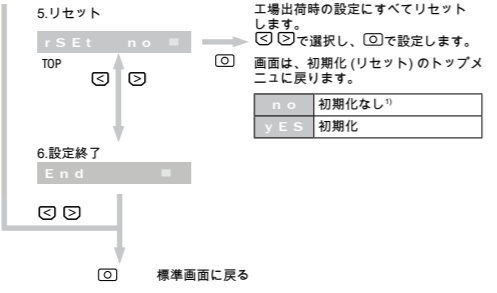 5.リセット
rSEt no
TOP
工場出荷時の設定にすべてリセット
します。
で選択し、で設定します。
画面は、初期化 (リセット) のトップメ
ニュに戻ります。
no 初期化なし1)
yES 初期化
6.設定終了
End
標準画面に戻る